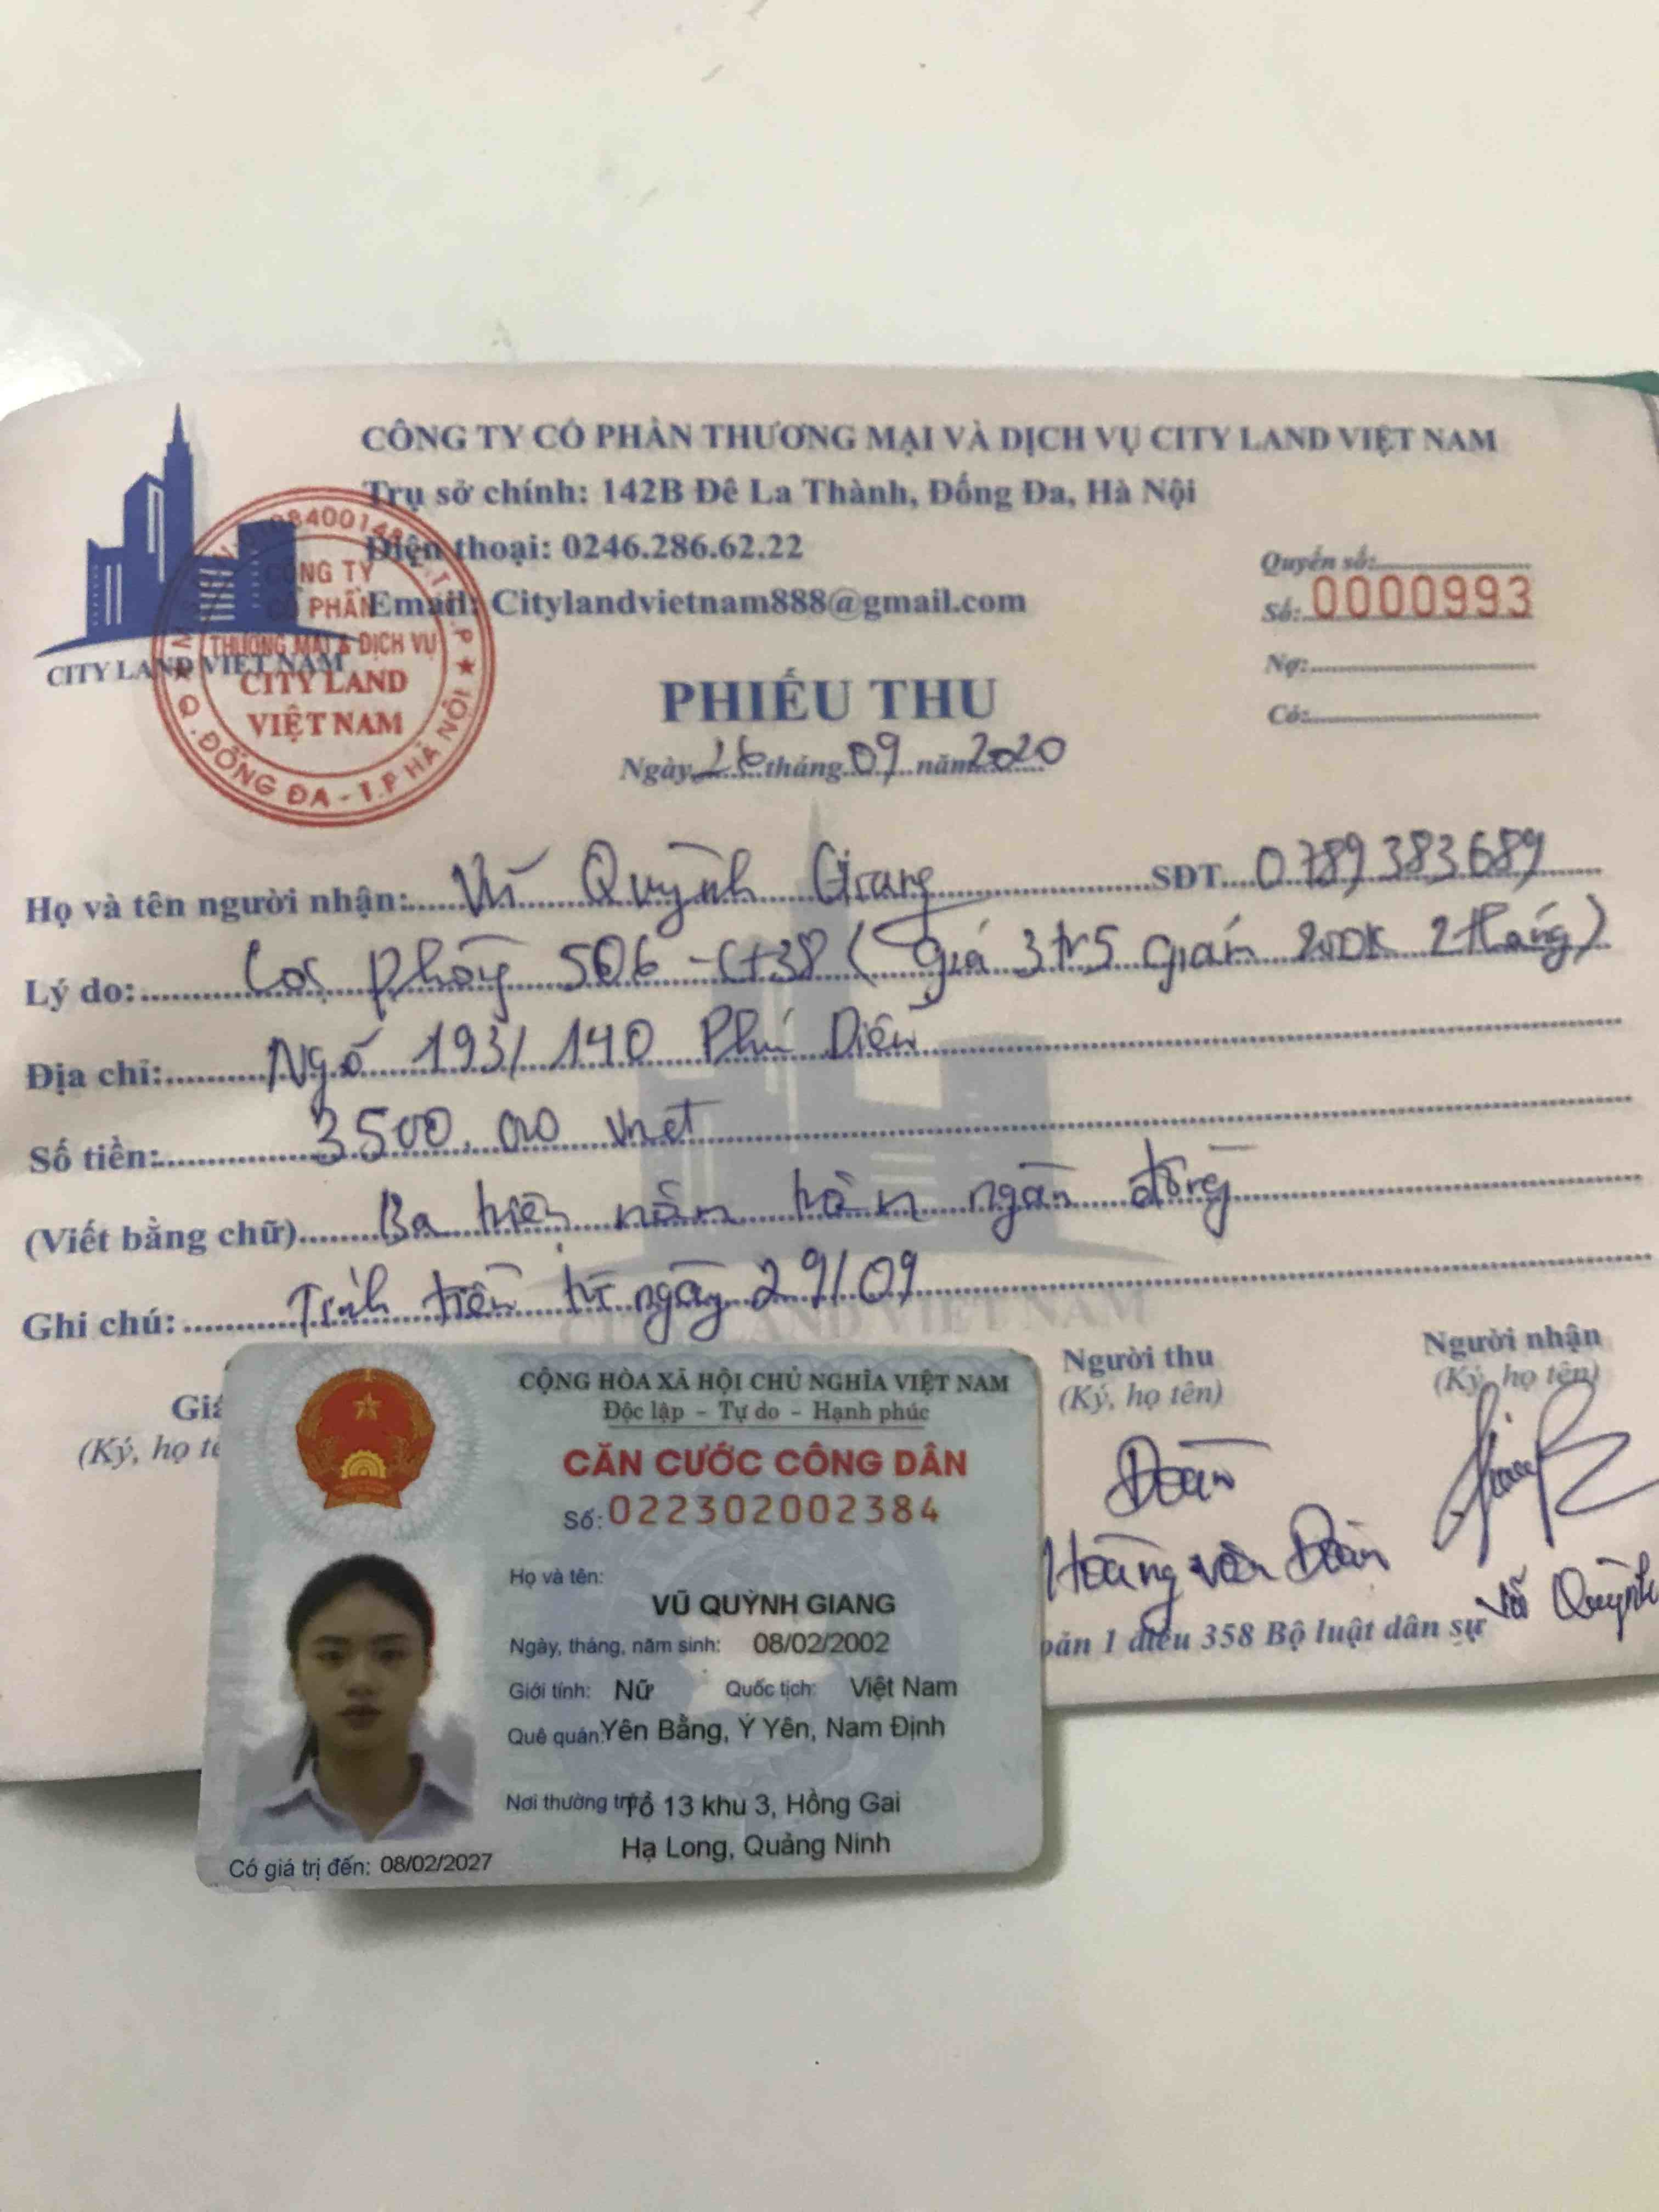 CÔNG TY CỔ PHẦN THƯƠNG MẠI VÀ DỊCH VỤ CITY LAND VIỆT NAM
Trụ sở chính: 142B Đê La Thành, Đống Đa, Hà Nội
Điện thoại: 0246.286.62.22
Email: Citylandvietnam888@gmail.com
CITY LAND VIỆT NAM
CÔNG TY
CỔ PHẦN
THƯƠNG MẠI & DỊCH VỤ
CITY LAND
VIỆT NAM
Q. ĐỐNG ĐA - T.P HÀ NỘI
Quyển số:
Số: 0000993
Nợ:
Có:
PHIẾU THU
Ngày 26 tháng 09 năm 2020
Họ và tên người nhận: Vũ Quỳnh Giang SĐT 0789383689
Lý do: Cọc phòng 506 - CT38 (giá 3tr5 giảm 200k 2 tháng)
Địa chỉ: Ngõ 193/140 Phú Diễn
Số tiền: 3500.000 vnđ
(Viết bằng chữ) Ba triệu năm trăm ngàn đồng
Ghi chú: Tính tiền từ ngày 29/09
Người thu
(Ký, họ tên)
Người nhận
(Ký, họ tên)
(Ký, họ
Hoàng Văn Đoàn
Vũ Quỳnh
1 điều 358 Bộ luật dân sự
CỘNG HÒA XÃ HỘI CHỦ NGHĨA VIỆT NAM
Độc lập - Tự do - Hạnh phúc
CĂN CƯỚC CÔNG DÂN
Số: 022302002384
Họ và tên:
VŨ QUỲNH GIANG
Ngày, tháng, năm sinh: 08/02/2002
Giới tính: Nữ Quốc tịch: Việt Nam
Quê quán: Yên Bằng, Ý Yên, Nam Định
Nơi thường trú: Tổ 13 khu 3, Hồng Gai
Hạ Long, Quảng Ninh
Có giá trị đến: 08/02/2027